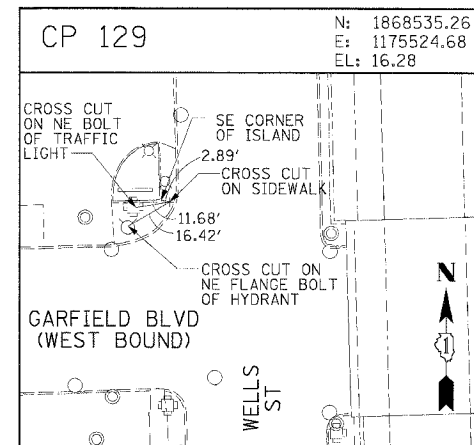 CP 129
N: 1868535.26
E: 1175524.68
EL: 16.28
CROSS CUT
ON NE BOLT
OF TRAFFIC
LIGHT
SE CORNER
OF ISLAND
2.89'
CROSS CUT
ON SIDEWALK
11.68'
16.42'
CROSS CUT ON
NE FLANGE BOLT
OF HYDRANT
GARFIELD BLVD
(WEST BOUND)
WELLS
ST
N
1